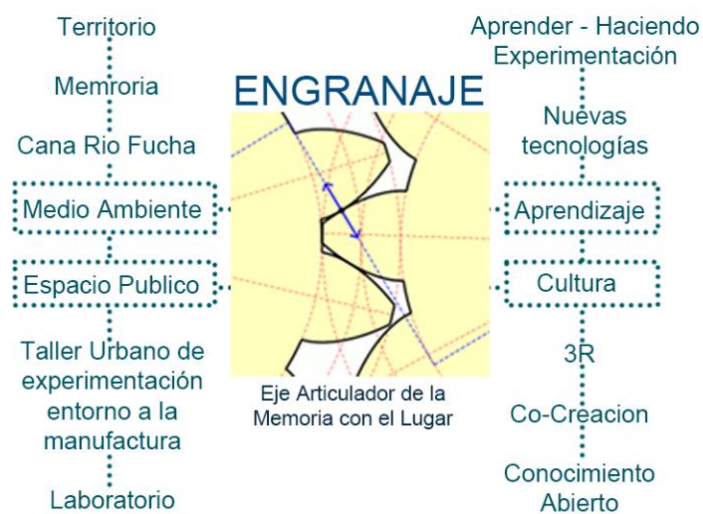 Territorio
Memroria
Cana Rio Fucha
Medio Ambiente
Espacio Publico
Taller Urbano de
experimentación
entorno a la
manufactura
Laboratorio
ENGRANAJE
Eje Articulador de la
Memoria con el Lugar
Aprender - Haciendo
Experimentación
Nuevas
tecnologías
Aprendizaje
Cultura
3R
Co-Creacion
Conocimiento
Abierto